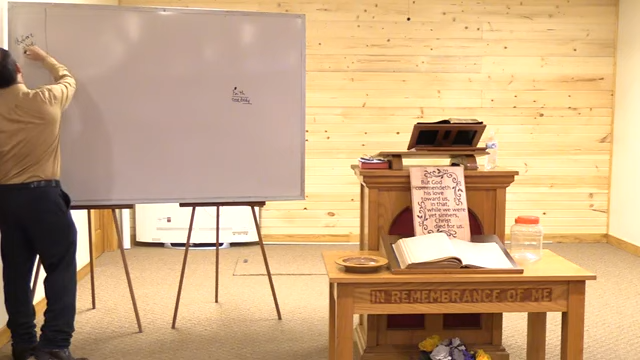 But God
commendeth
his love
toward us,
in that,
while we were
yet sinners,
Christ
died for us.
IN REMEMBRANCE OF ME